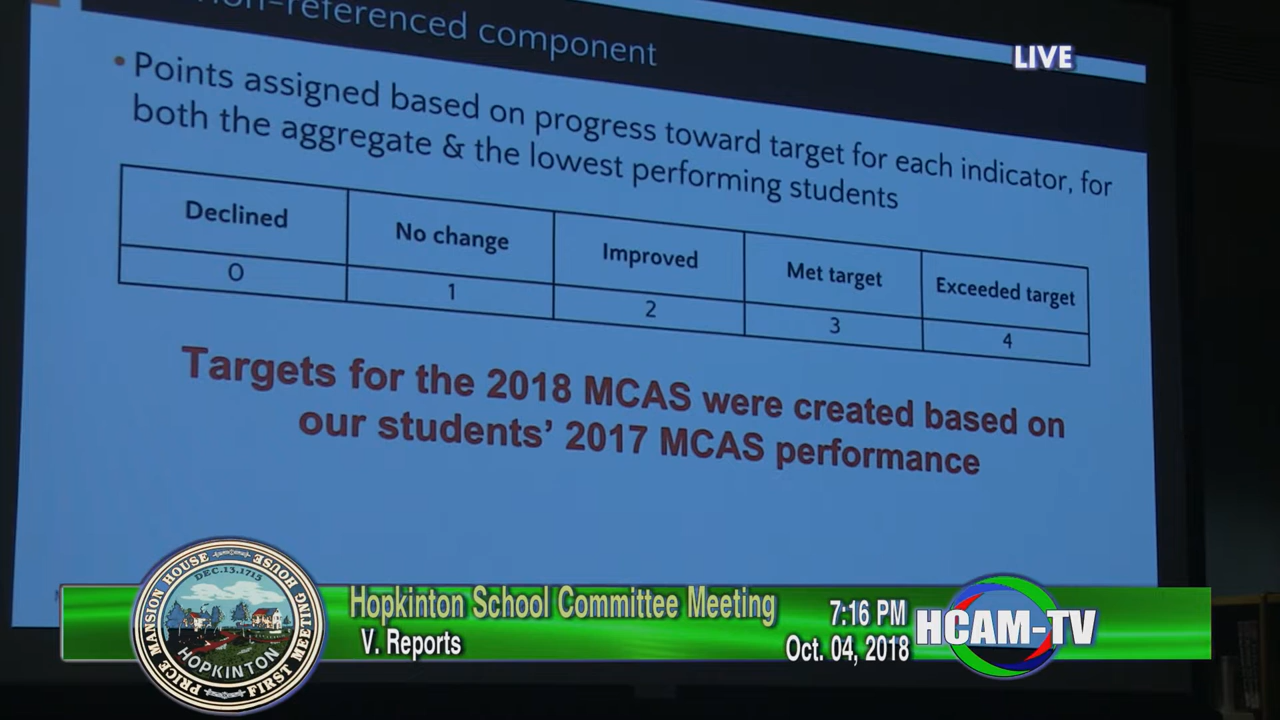 -referenced component
LIVE
• Points assigned based on progress toward target for each indicator, for
both the aggregate & the lowest performing students
Declined No change Improved Met target Exceeded target
0 1 2 3 4
Targets for the 2018 MCAS were created based on
our students’ 2017 MCAS performance
PRICE MANSION HOUSE
FIRST MEETING HOUSE
DEC.13.1715
HOPKINTON
Hopkinton School Committee Meeting
V. Reports
7:16 PM
Oct. 04, 2018
HCAM-TV